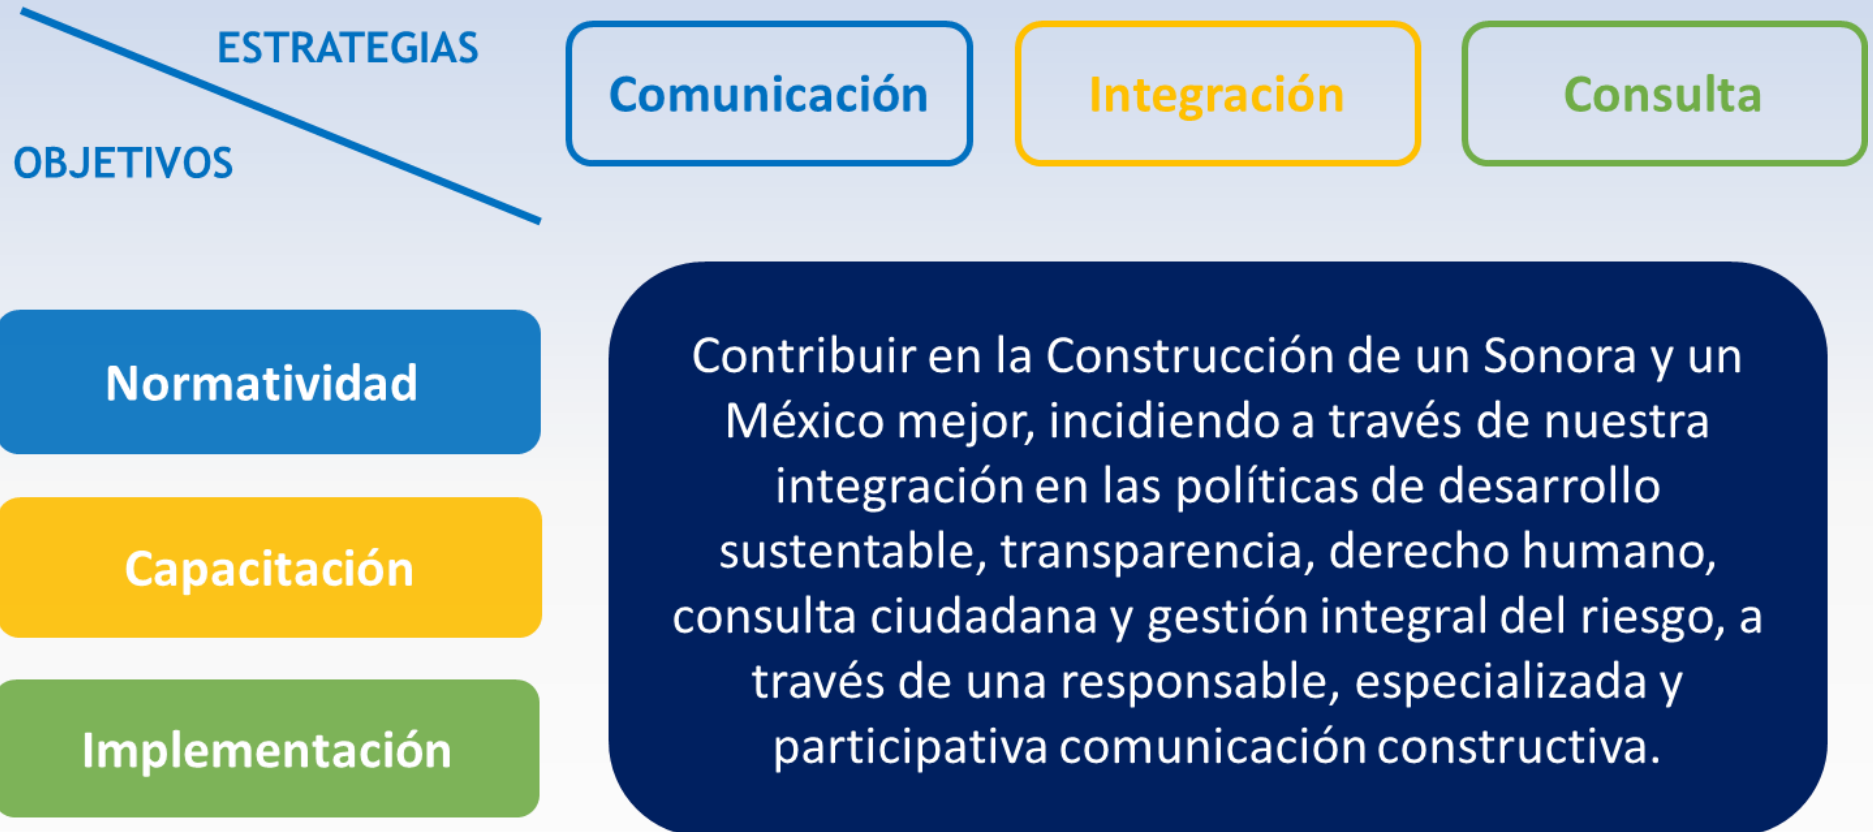 ESTRATEGIAS
OBJETIVOS
Comunicación
Integración
Consulta
Normatividad
Capacitación
Implementación
Contribuir en la Construcción de un Sonora y un
México mejor, incidiendo a través de nuestra
integración en las políticas de desarrollo
sustentable, transparencia, derecho humano,
consulta ciudadana y gestión integral del riesgo, a
través de una responsable, especializada y
participativa comunicación constructiva.